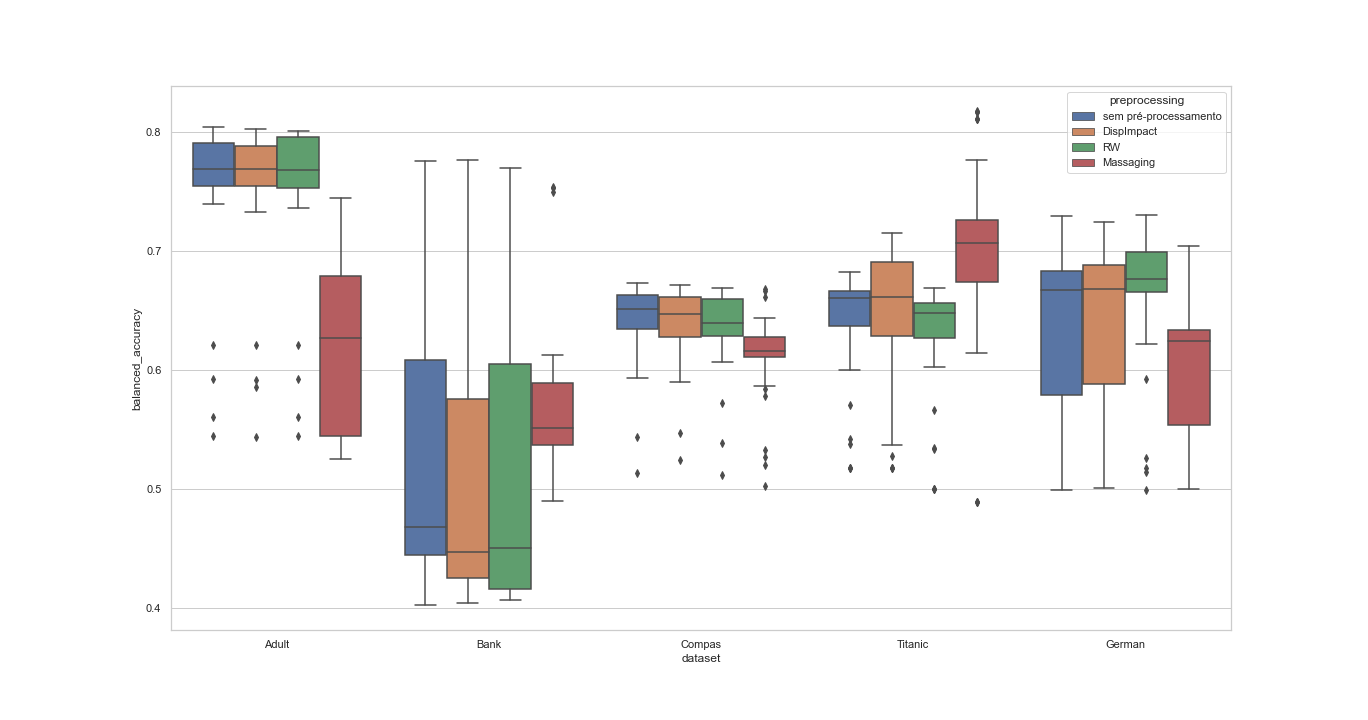 preprocessing
sem pré-processamento
DispImpact
RW
Massaging
balanced_accuracy
0.8
0.7
0.6
0.5
0.4
Adult
Bank
Compas
Titanic
German
dataset